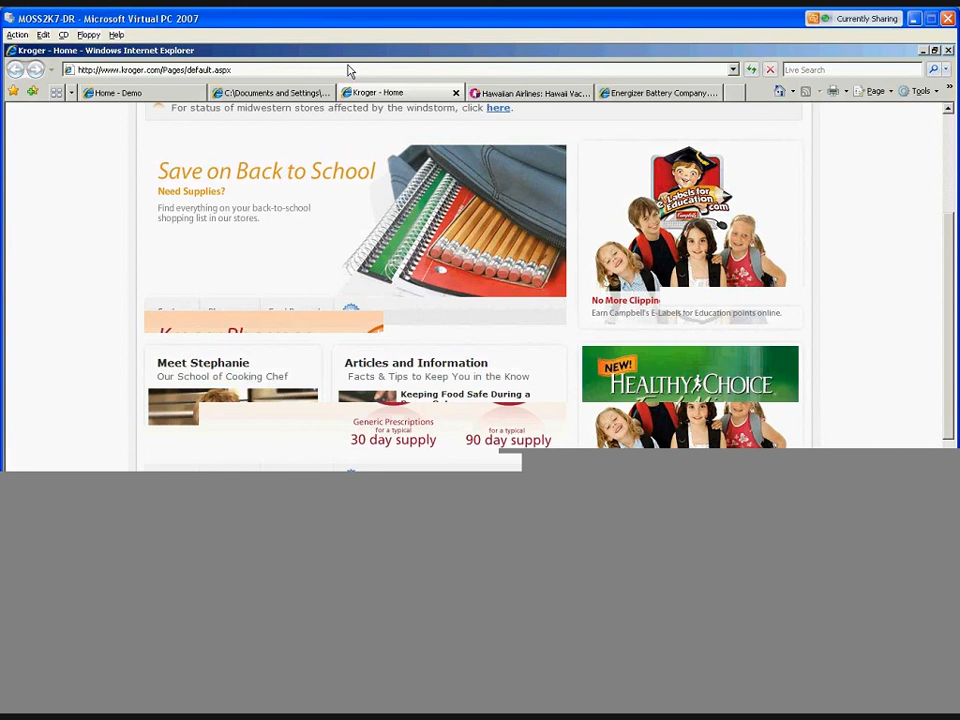 MOSS2K7-DR - Microsoft Virtual PC 2007
Currently Sharing
Action Edit CD Floppy Help
Kroger - Home - Windows Internet Explorer
http://www.kroger.com/Pages/default.aspx
Live Search
Home - Demo
C:\Documents and Settings\...
Kroger - Home
Hawaiian Airlines: Hawaii Vac...
Energizer Battery Company....
Page
Tools
For status of midwestern stores affected by the windstorm, click here.
Save on Back to School
Need Supplies?
Find everything on your back-to-school
shopping list in our stores.
Labels for
Education
.com
Campbell's
No More Clippin
Earn Campbell's E-Labels for Education points online.
Meet Stephanie
Our School of Cooking Chef
Articles and Information
Facts & Tips to Keep You in the Know
Keeping Food Safe During a
NEW!
HEALTHY CHOICE
Generic Prescriptions
for a typical
30 day supply
for a typical
90 day supply